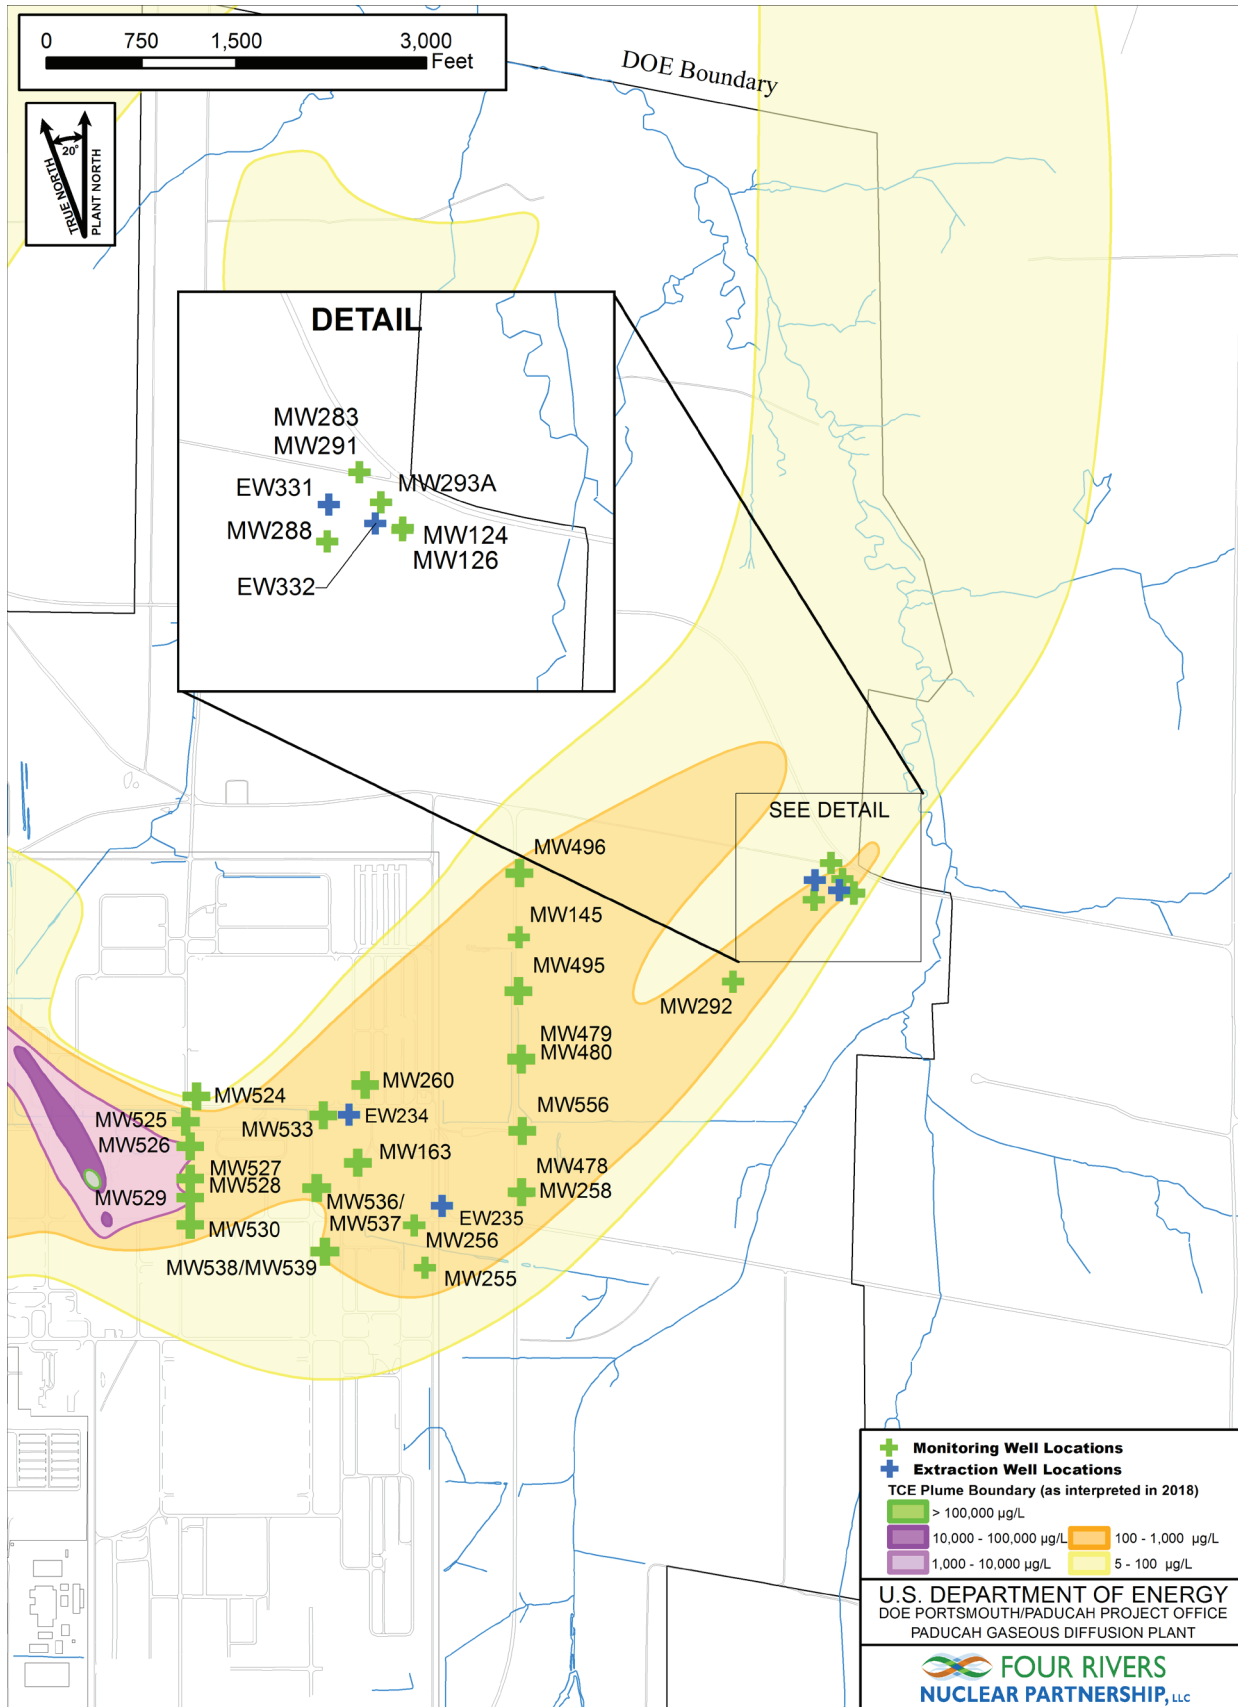 0 750 1,500 3,000
Feet
DOE Boundary
20°
TRUE NORTH
PLANT NORTH
DETAIL
MW283
MW291
EW331
MW293A
MW288
MW124
MW126
EW332
SEE DETAIL
MW496
MW145
MW495
MW292
MW479
MW480
MW260
MW524
MW525
EW234
MW533
MW556
MW526
MW163
MW527
MW478
MW528
MW258
MW529
MW536/
MW537
EW235
MW530
MW256
MW538/MW539
MW255
Monitoring Well Locations
Extraction Well Locations
TCE Plume Boundary (as interpreted in 2018)
> 100,000 µg/L
10,000 - 100,000 µg/L 100 - 1,000 µg/L
1,000 - 10,000 µg/L 5 - 100 µg/L
U.S. DEPARTMENT OF ENERGY
DOE PORTSMOUTH/PADUCAH PROJECT OFFICE
PADUCAH GASEOUS DIFFUSION PLANT
FOUR RIVERS
NUCLEAR PARTNERSHIP, LLC